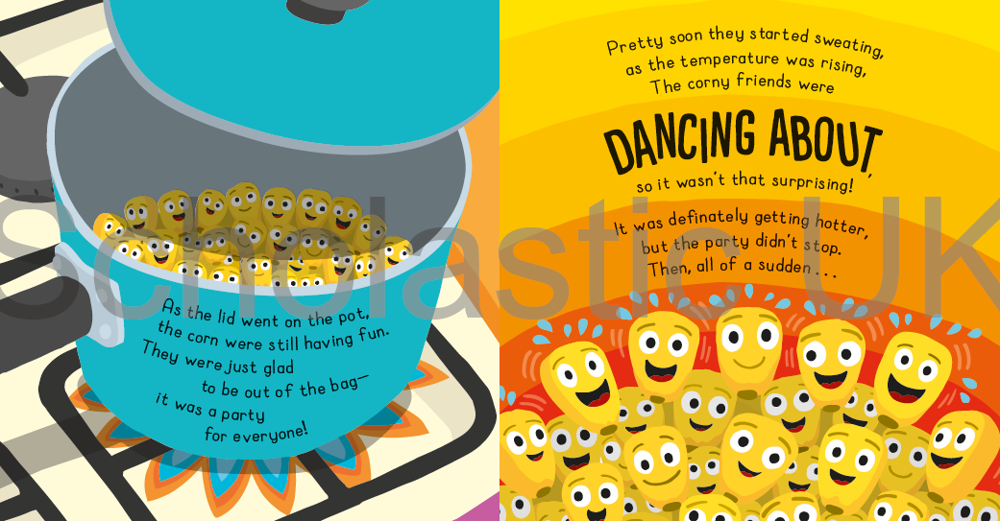 As the lid went on the pot,
the corn were still having fun.
They were just glad
to be out of the bag—
it was a party
for everyone!
Pretty soon they started sweating,
as the temperature was rising,
The corny friends were
DANCING ABOUT,
so it wasn't that surprising!
It was definately getting hotter,
but the party didn't stop.
Then, all of a sudden . . .
Scholastic UK